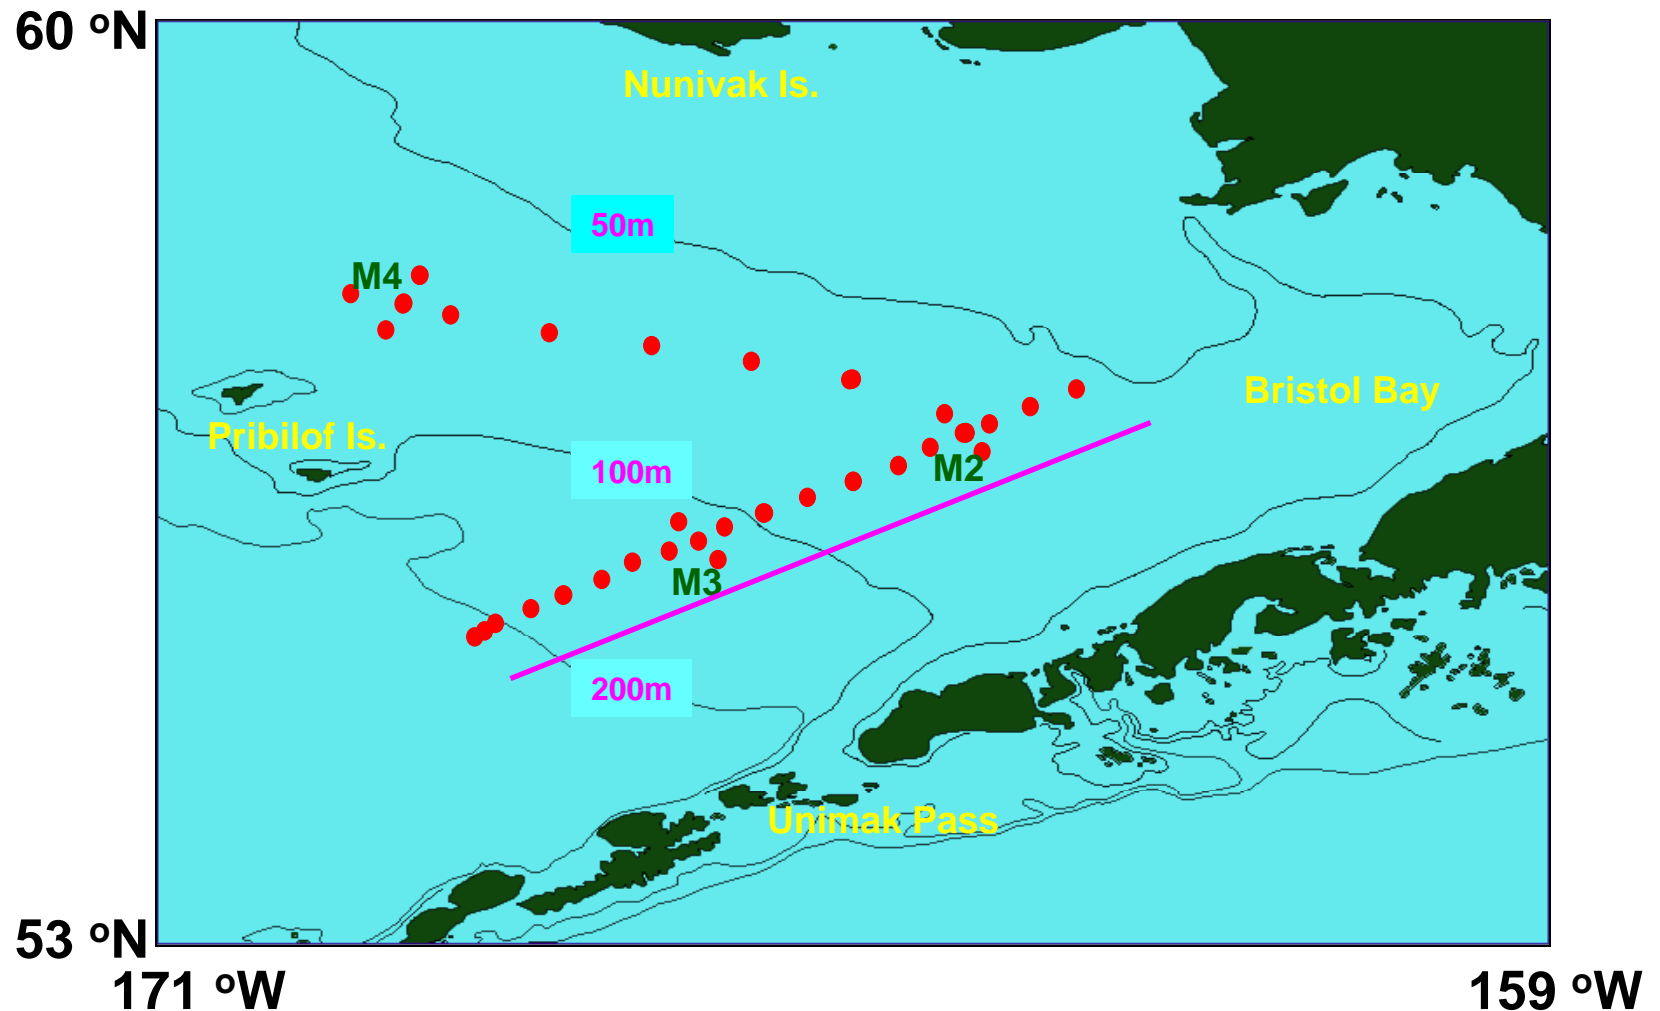 60 °N
Nunivak Is.
50m
M4
Bristol Bay
Pribilof Is.
100m
M2
M3
200m
Unimak Pass
53 °N
171 °W
159 °W